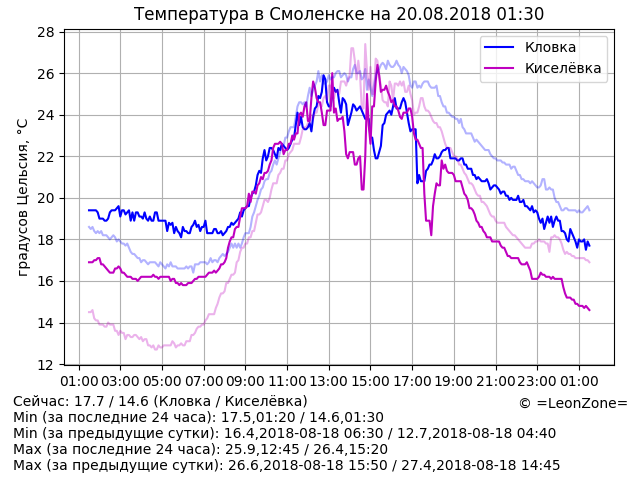 Температура в Смоленске на 20.08.2018 01:30
28
26
24
22
20
18
16
14
12
градусов Цельсия, °C
Кловка
Киселёвка
01:00 03:00 05:00 07:00 09:00 11:00 13:00 15:00 17:00 19:00 21:00 23:00 01:00
Сейчас: 17.7 / 14.6 (Кловка / Киселёвка)
© =LeonZone=
Min (за последние 24 часа): 17.5,01:20 / 14.6,01:30
Min (за предыдущие сутки): 16.4,2018-08-18 06:30 / 12.7,2018-08-18 04:40
Max (за последние 24 часа): 25.9,12:45 / 26.4,15:20
Max (за предыдущие сутки): 26.6,2018-08-18 15:50 / 27.4,2018-08-18 14:45